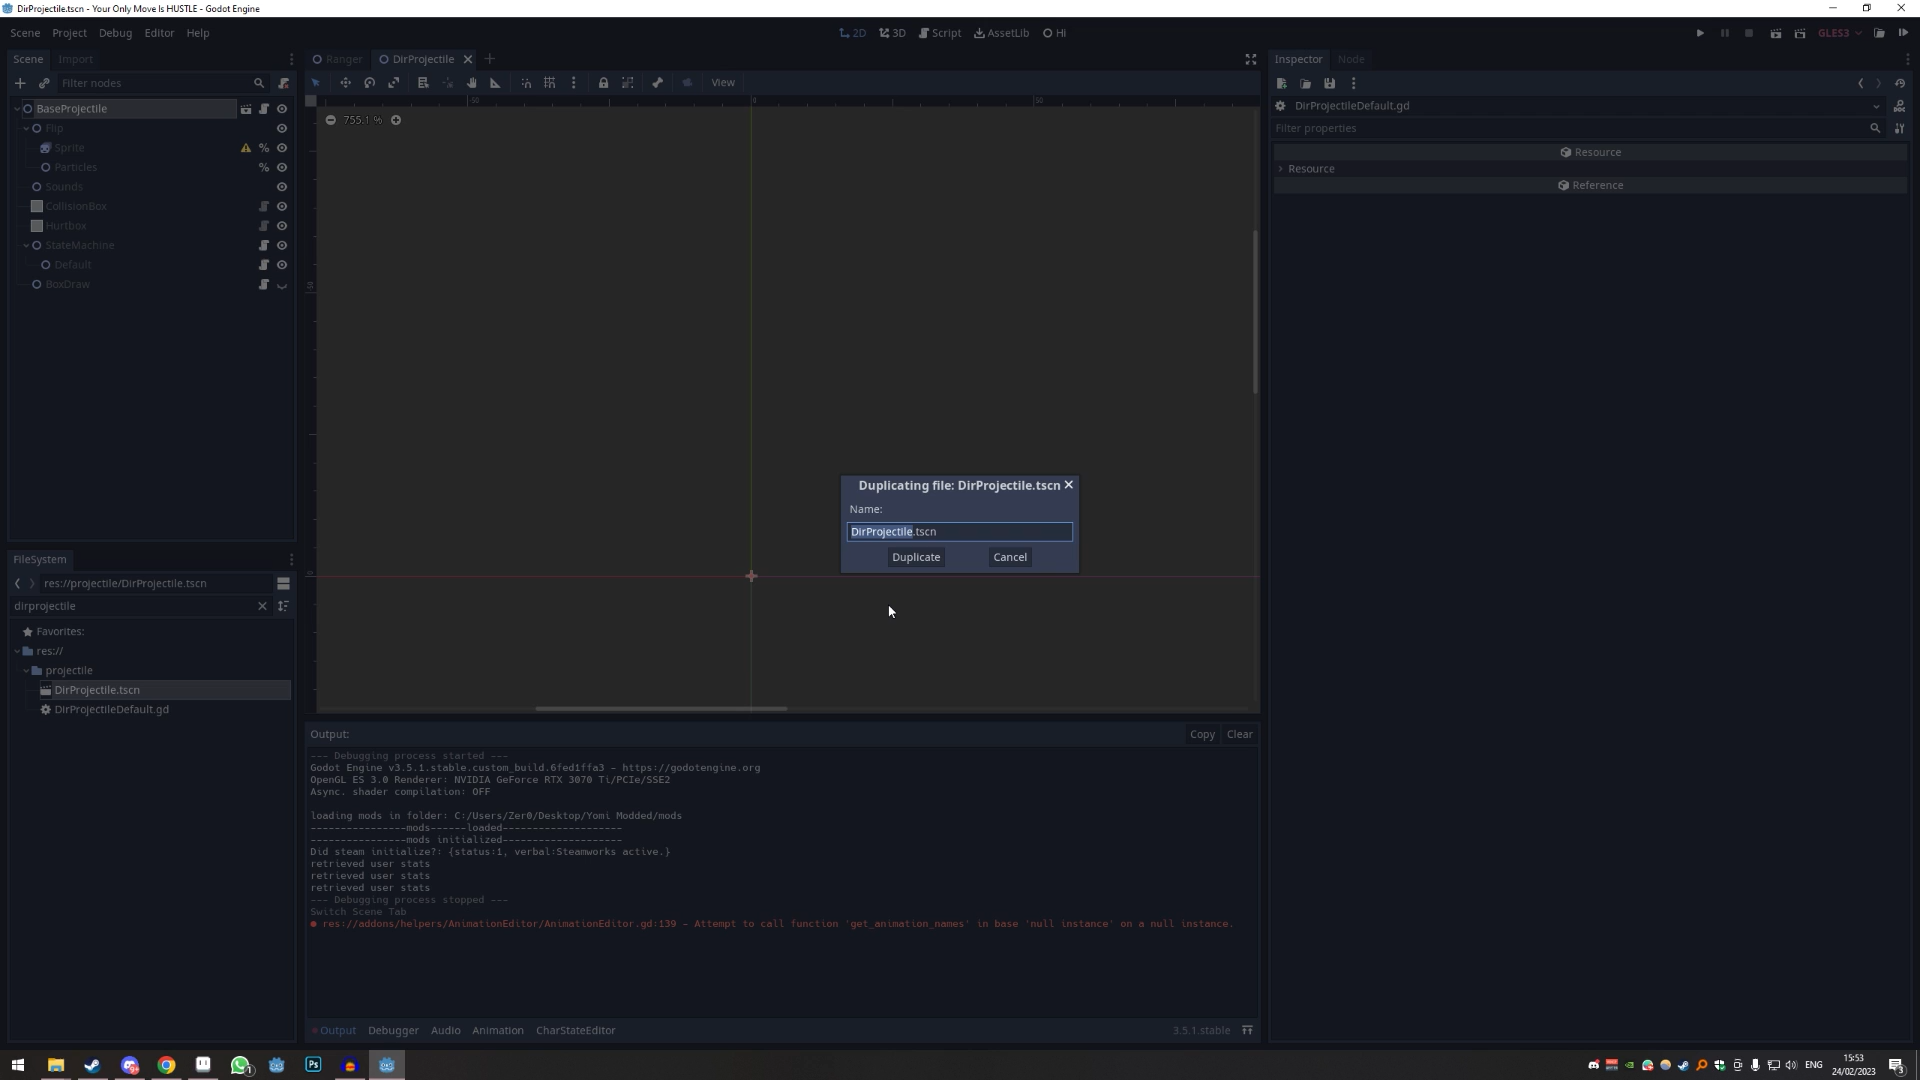 DirProjectile.tscn - Your Only Move Is HUSTLE - Godot Engine
Scene Project Debug Editor Help
2D 3D Script AssetLib Hi
GLES3
Scene Import
Filter nodes
BaseProjectile
Flip
Sprite
Particles
Sounds
CollisionBox
Hurtbox
StateMachine
Default
BoxDraw
Ranger DirProjectile
View
50 0 50
755.1 %
50
0
Duplicating file: DirProjectile.tscn
Name:
DirProjectile.tscn
Duplicate Cancel
Inspector Node
DirProjectileDefault.gd
Filter properties
Resource
Resource
Reference
FileSystem
res://projectile/DirProjectile.tscn
dirprojectile
Favorites:
res://
projectile
DirProjectile.tscn
DirProjectileDefault.gd
Output: Copy Clear
--- Debugging process started ---
Godot Engine v3.5.1.stable.custom_build.6fed1ffa3 - https://godotengine.org
OpenGL ES 3.0 Renderer: NVIDIA GeForce RTX 3070 Ti/PCIe/SSE2
Async. shader compilation: OFF
loading mods in folder: C:/Users/Zer0/Desktop/Yomi Modded/mods
----------------mods------loaded--------------------
----------------mods initialized--------------------
Did steam initialize?: {status:1, verbal:Steamworks active.}
retrieved user stats
retrieved user stats
retrieved user stats
--- Debugging process stopped ---
Switch Scene Tab
res://addons/helpers/AnimationEditor/AnimationEditor.gd:139 - Attempt to call function 'get_animation_names' in base 'null instance' on a null instance.
Output Debugger Audio Animation CharStateEditor
3.5.1.stable
Ps
ENG
15:53
24/02/2023